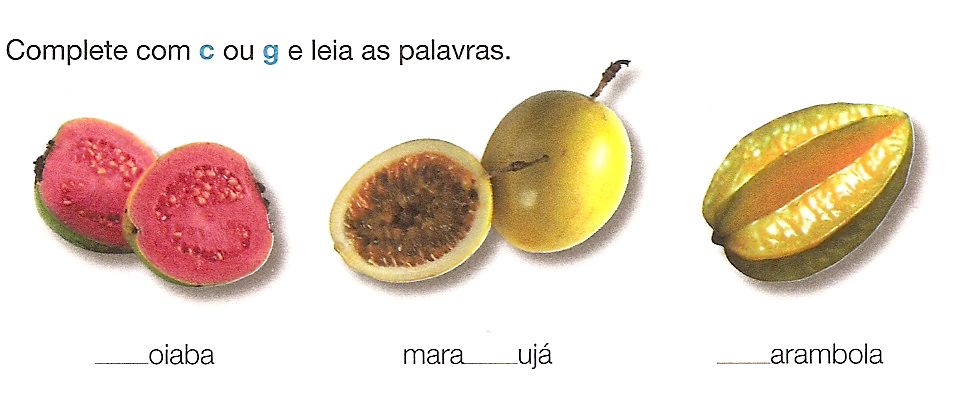 Complete com c ou g e leia as palavras.
____oiaba mara____ujá ____arambola